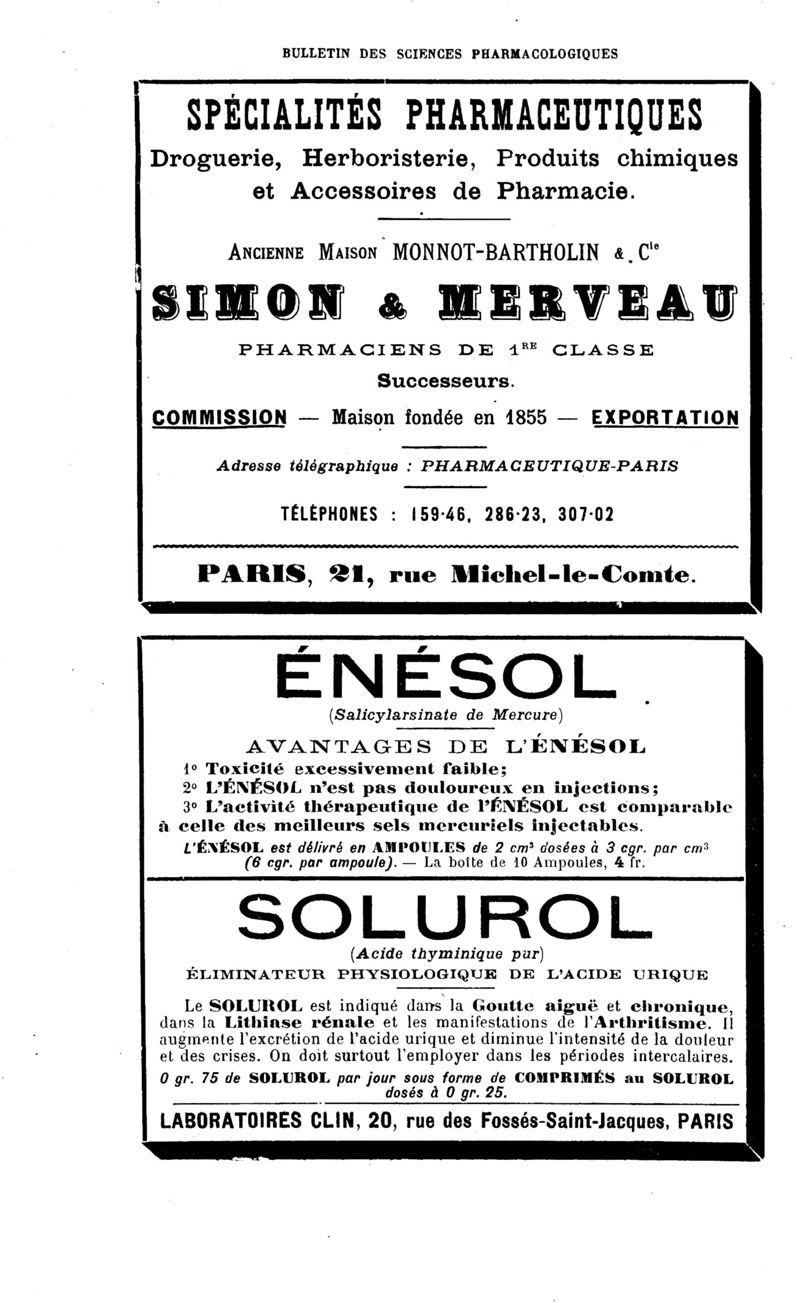 BULLETIN DES SCIENCES PHARMACOLOGIQUES
SPÉCIALITÉS PHARMACEUTIQUES
Droguerie, Herboristerie, Produits chimiques
et Accessoires de Pharmacie.
ANCIENNE MAISON MONNOT-BARTHOLIN & Cie
SIMON & MERVEAU
PHARMACIENS DE 1RE CLASSE
Successeurs.
COMMISSION — Maison fondée en 1855 — EXPORTATION
Adresse télégraphique : PHARMACEUTIQUE-PARIS
TÉLÉPHONES : 159-46, 286-23, 307-02
PARIS, 21, rue Michel-le-Comte.
ÉNÉSOL
(Salicylarsinate de Mercure)
AVANTAGES DE L'ÉNÉSOL
1º Toxicité excessivement faible;
2º L'ÉNÉSOL n'est pas douloureux en injections;
3º L'activité thérapeutique de l'ÉNÉSOL est comparable
à celle des meilleurs sels mercuriels injectables.
L'ÉNÉSOL est délivré en AMPOULES de 2 cm³ dosées à 3 cgr. par cm³
(6 cgr. par ampoule). — La boîte de 10 Ampoules, 4 fr.
SOLUROL
(Acide thyminique pur)
ÉLIMINATEUR PHYSIOLOGIQUE DE L'ACIDE URIQUE
Le SOLUROL est indiqué dans la Goutte aiguë et chronique,
dans la Lithiase rénale et les manifestations de l'Arthritisme. Il
augmente l'excrétion de l'acide urique et diminue l'intensité de la douleur
et des crises. On doit surtout l'employer dans les périodes intercalaires.
0 gr. 75 de SOLUROL par jour sous forme de COMPRIMÉS au SOLUROL
dosés à 0 gr. 25.
LABORATOIRES CLIN, 20, rue des Fossés-Saint-Jacques, PARIS